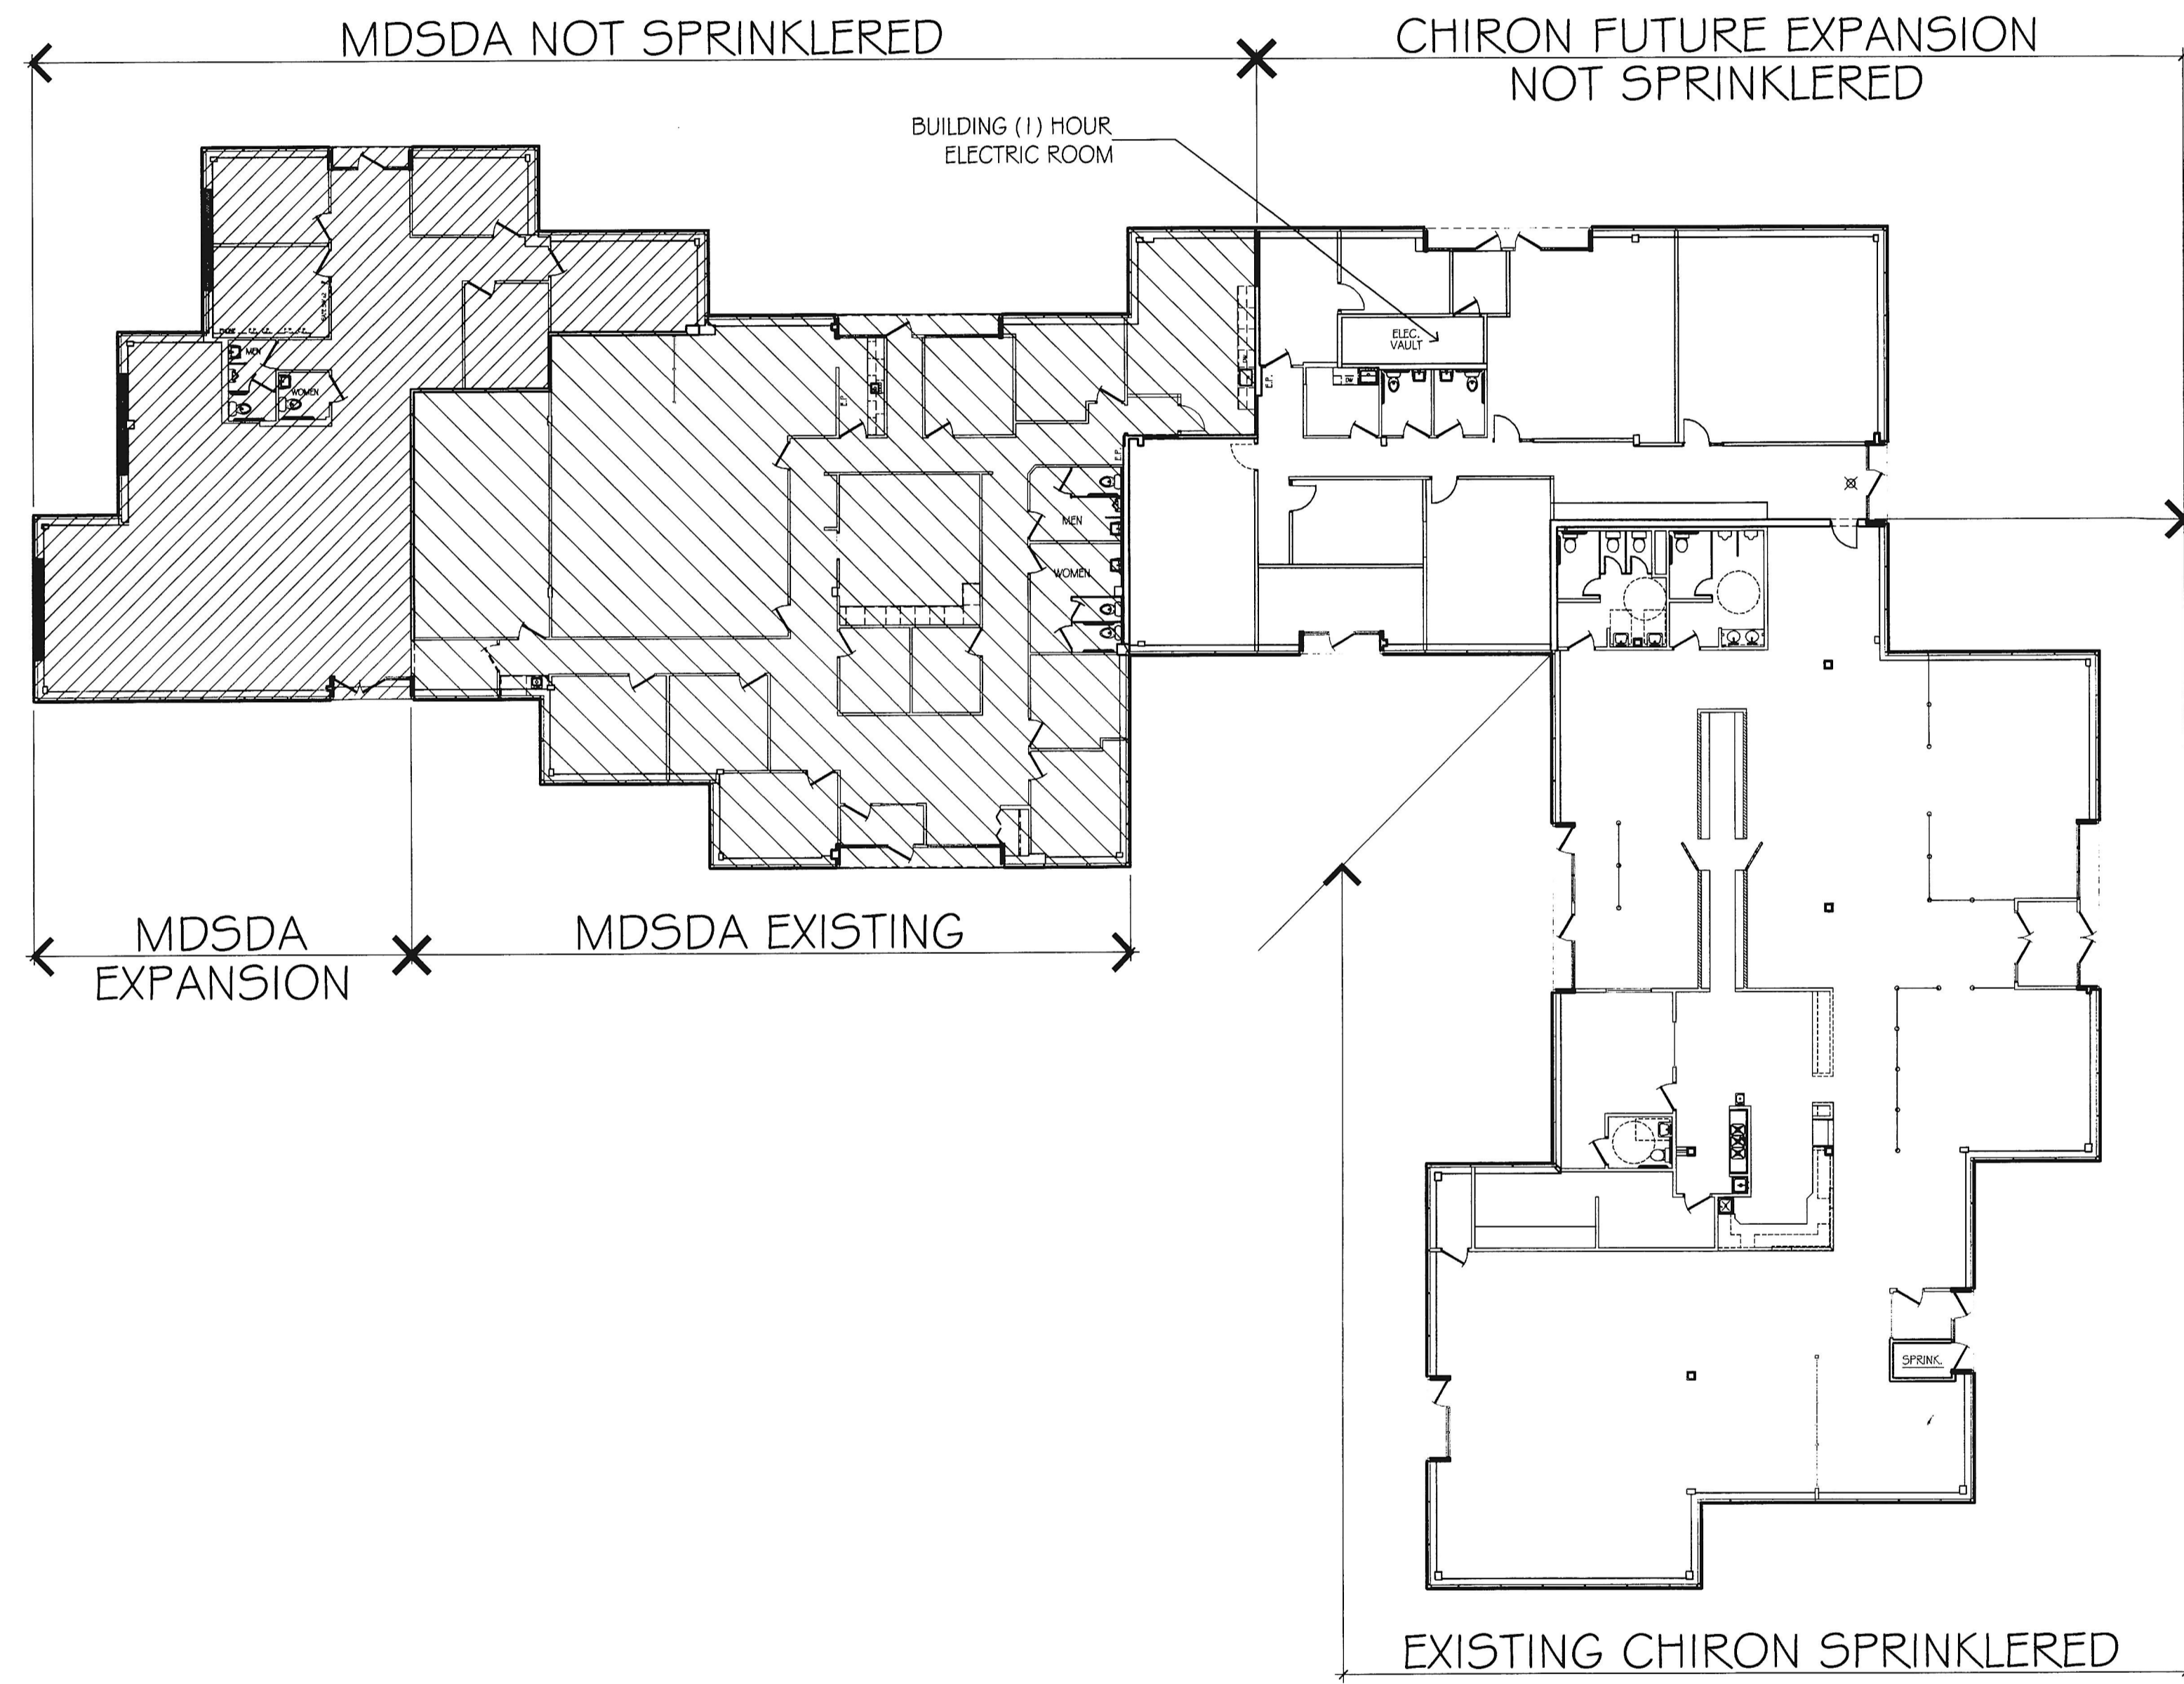 MDSDA NOT SPRINKLERED
CHIRON FUTURE EXPANSION
NOT SPRINKLERED
BUILDING (1) HOUR
ELECTRIC ROOM
ELEC.
VAULT
DW
E.P.
MEN
WOMEN
E.P.
E.P.
MEN
WOMEN
MDSDA
EXPANSION
MDSDA EXISTING
SPRINK.
EXISTING CHIRON SPRINKLERED